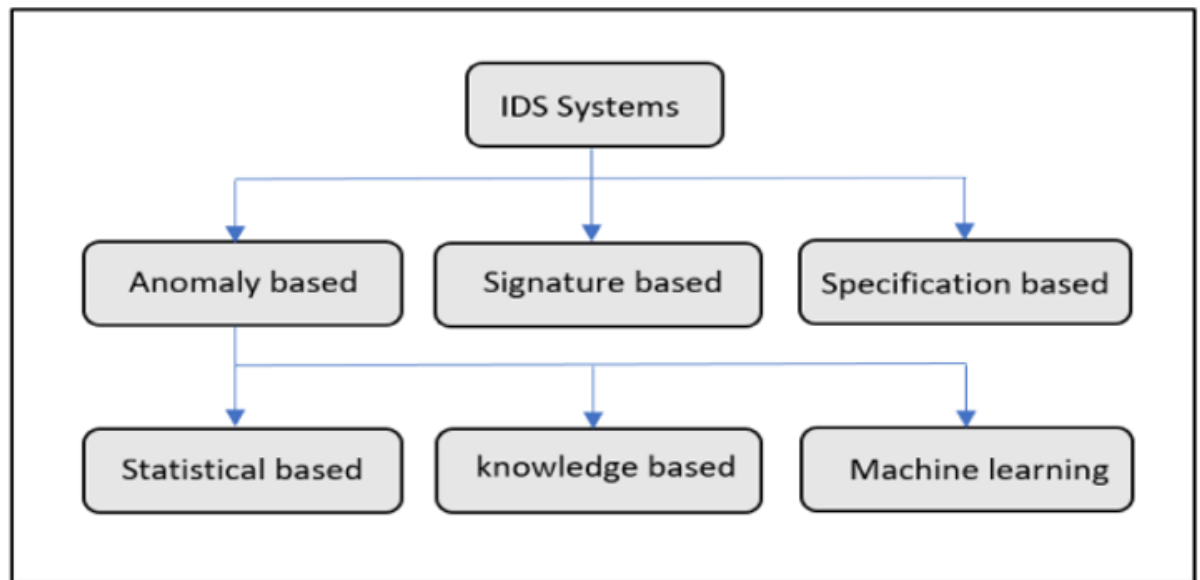 IDS Systems
Anomaly based
Signature based
Specification based
Statistical based
knowledge based
Machine learning